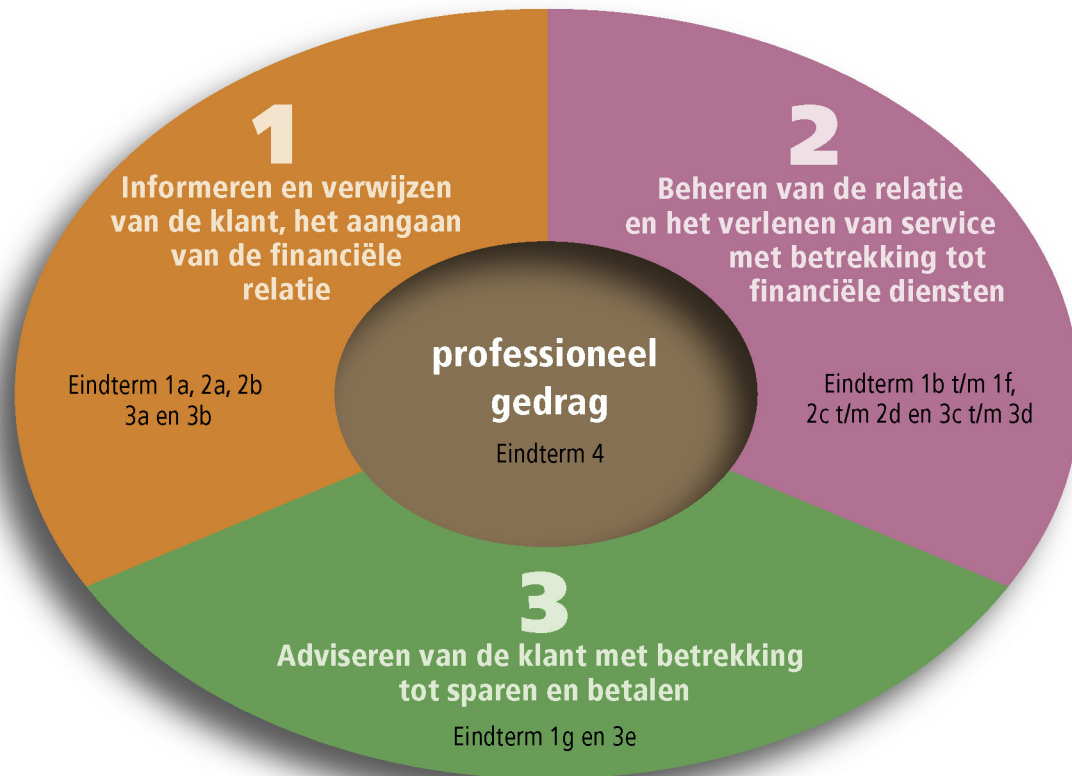 1
Informeren en verwijzen
van de klant, het aangaan
van de financiële
relatie
Eindterm 1a, 2a, 2b
3a en 3b
2
Beheren van de relatie
en het verlenen van service
met betrekking tot
financiële diensten
Eindterm 1b t/m 1f,
2c t/m 2d en 3c t/m 3d
professioneel
gedrag
Eindterm 4
3
Adviseren van de klant met betrekking
tot sparen en betalen
Eindterm 1g en 3e